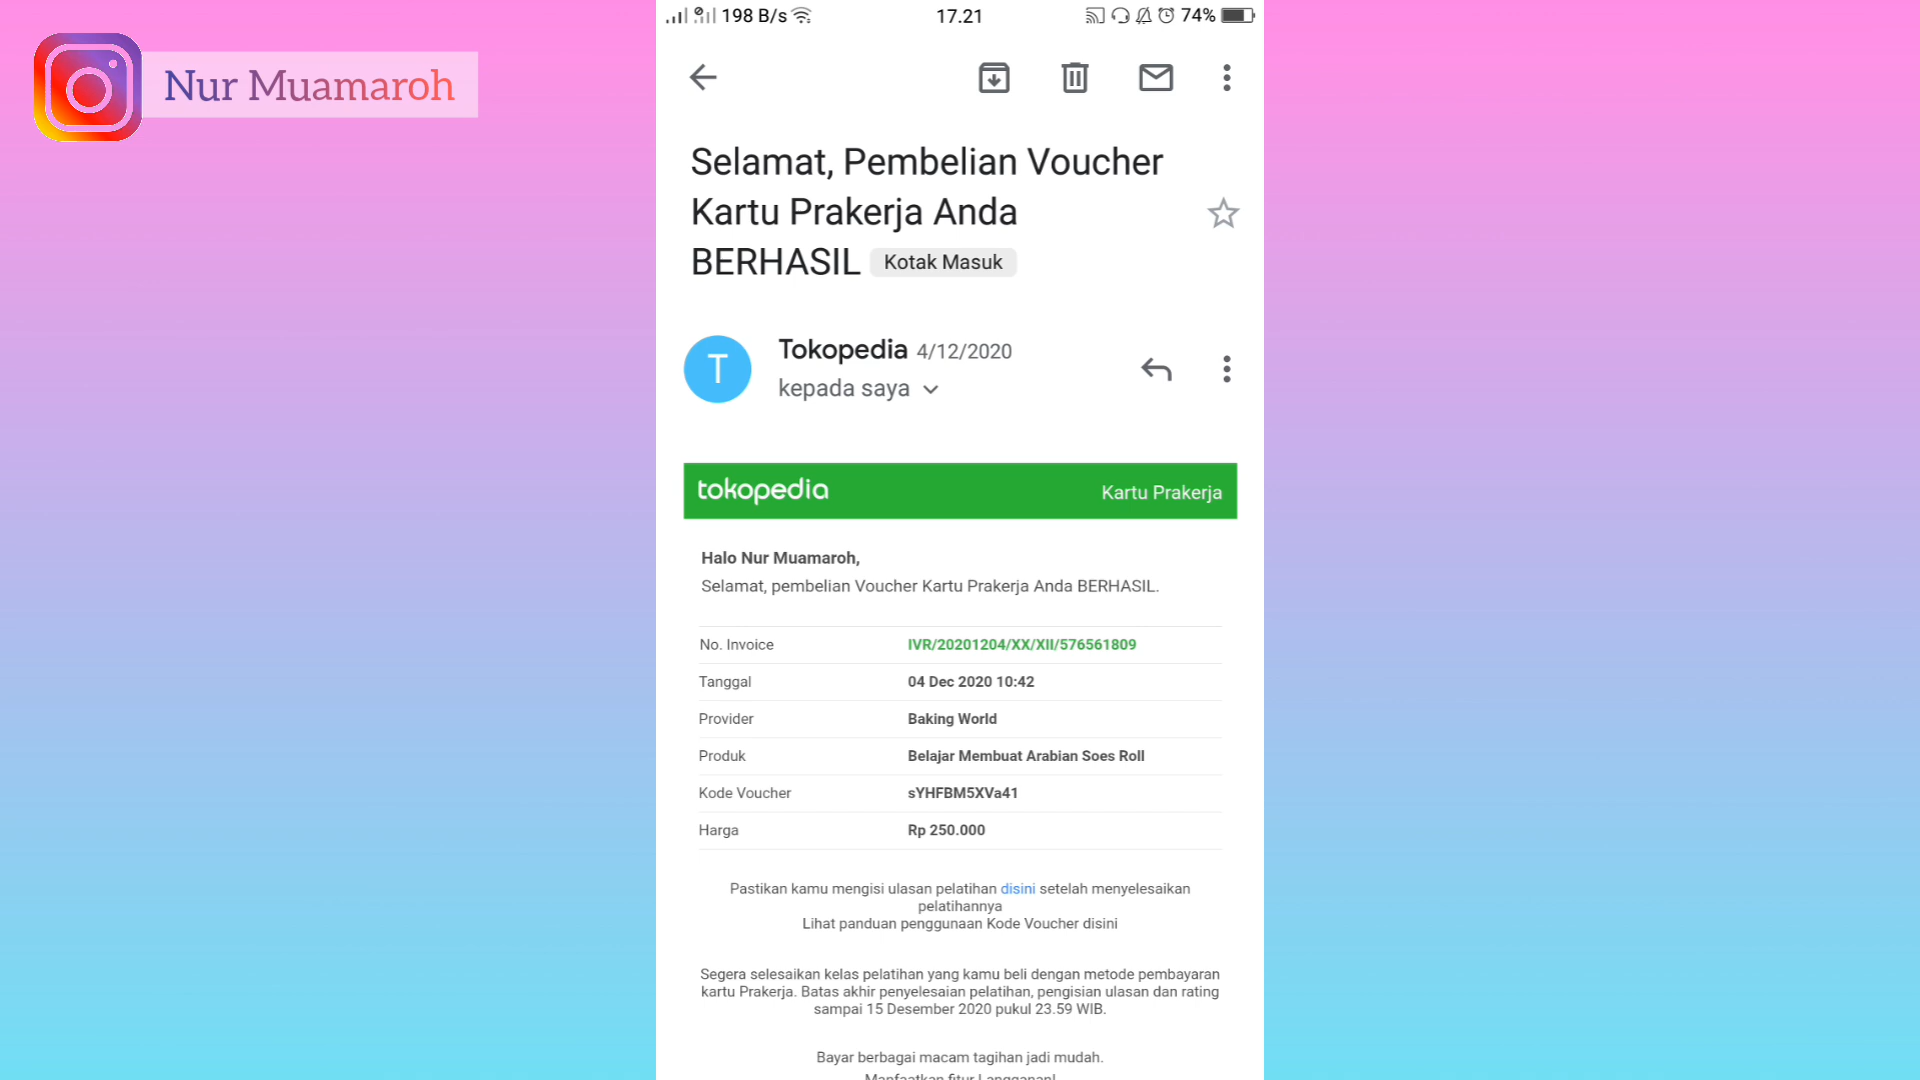 198 B/s
17.21
74%
Nur Muamaroh
Selamat, Pembelian Voucher
Kartu Prakerja Anda
BERHASIL Kotak Masuk
T
Tokopedia 4/12/2020
kepada saya
tokopedia
Kartu Prakerja
Halo Nur Muamaroh,
Selamat, pembelian Voucher Kartu Prakerja Anda BERHASIL.
No. Invoice IVR/20201204/XX/XII/576561809
Tanggal 04 Dec 2020 10:42
Provider Baking World
Produk Belajar Membuat Arabian Soes Roll
Kode Voucher sYHFBM5XVa41
Harga Rp 250.000
Pastikan kamu mengisi ulasan pelatihan disini setelah menyelesaikan
pelatihannya
Lihat panduan penggunaan Kode Voucher disini
Segera selesaikan kelas pelatihan yang kamu beli dengan metode pembayaran
kartu Prakerja. Batas akhir penyelesaian pelatihan, pengisian ulasan dan rating
sampai 15 Desember 2020 pukul 23.59 WIB.
Bayar berbagai macam tagihan jadi mudah.
Manfaatkan fitur Langganan!